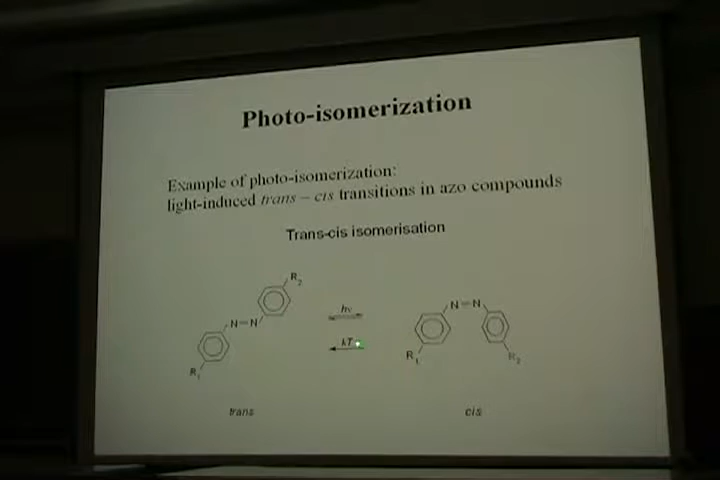 Photo-isomerization
Example of photo-isomerization:
light-induced trans – cis transitions in azo compounds
Trans-cis isomerisation
R2
N=N
R1
hν
kT
N=N
R1
R2
trans
cis